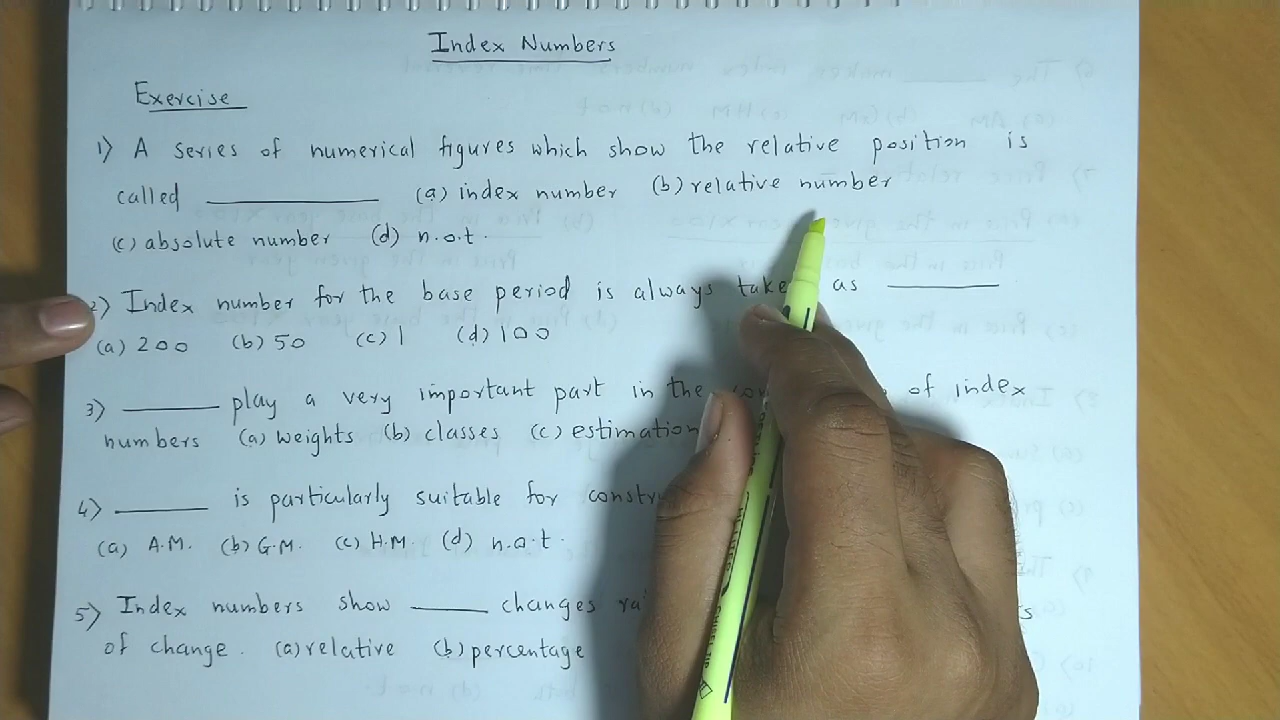 Index Numbers
Exercise
1) A series of numerical figures which show the relative position is
called ________ (a) index number (b) relative number
(c) absolute number (d) n.o.t.
2) Index number for the base period is always as ________
(a) 200 (b) 50 (c) 1 (d) 100
3) ________ play a very important part in the of index
numbers (a) weights (b) classes (c) estimation
4) ________ is particularly suitable for
(a) A.M. (b) G.M. (c) H.M. (d) n.o.t.
5) Index numbers show ________ changes
of change. (a) relative (b) percentage